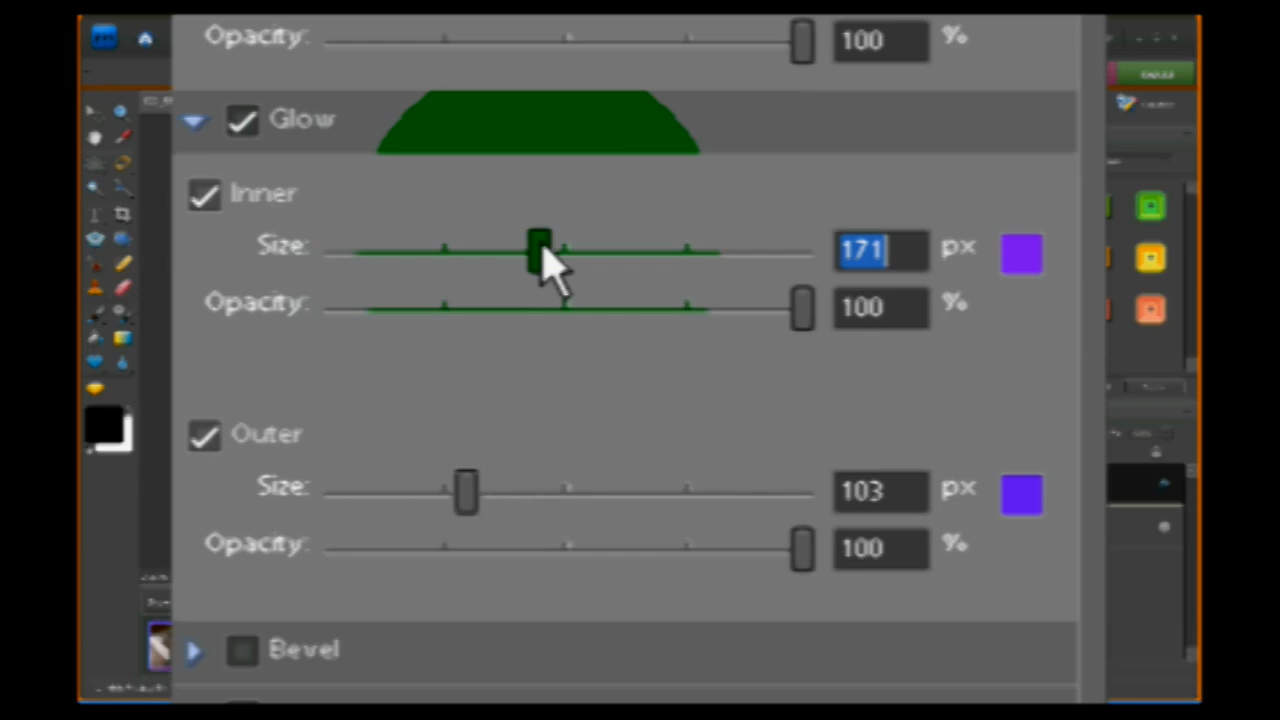 Opacity: 100 %
Glow
Inner
Size: 171 px
Opacity: 100 %
Outer
Size: 103 px
Opacity: 100 %
Bevel